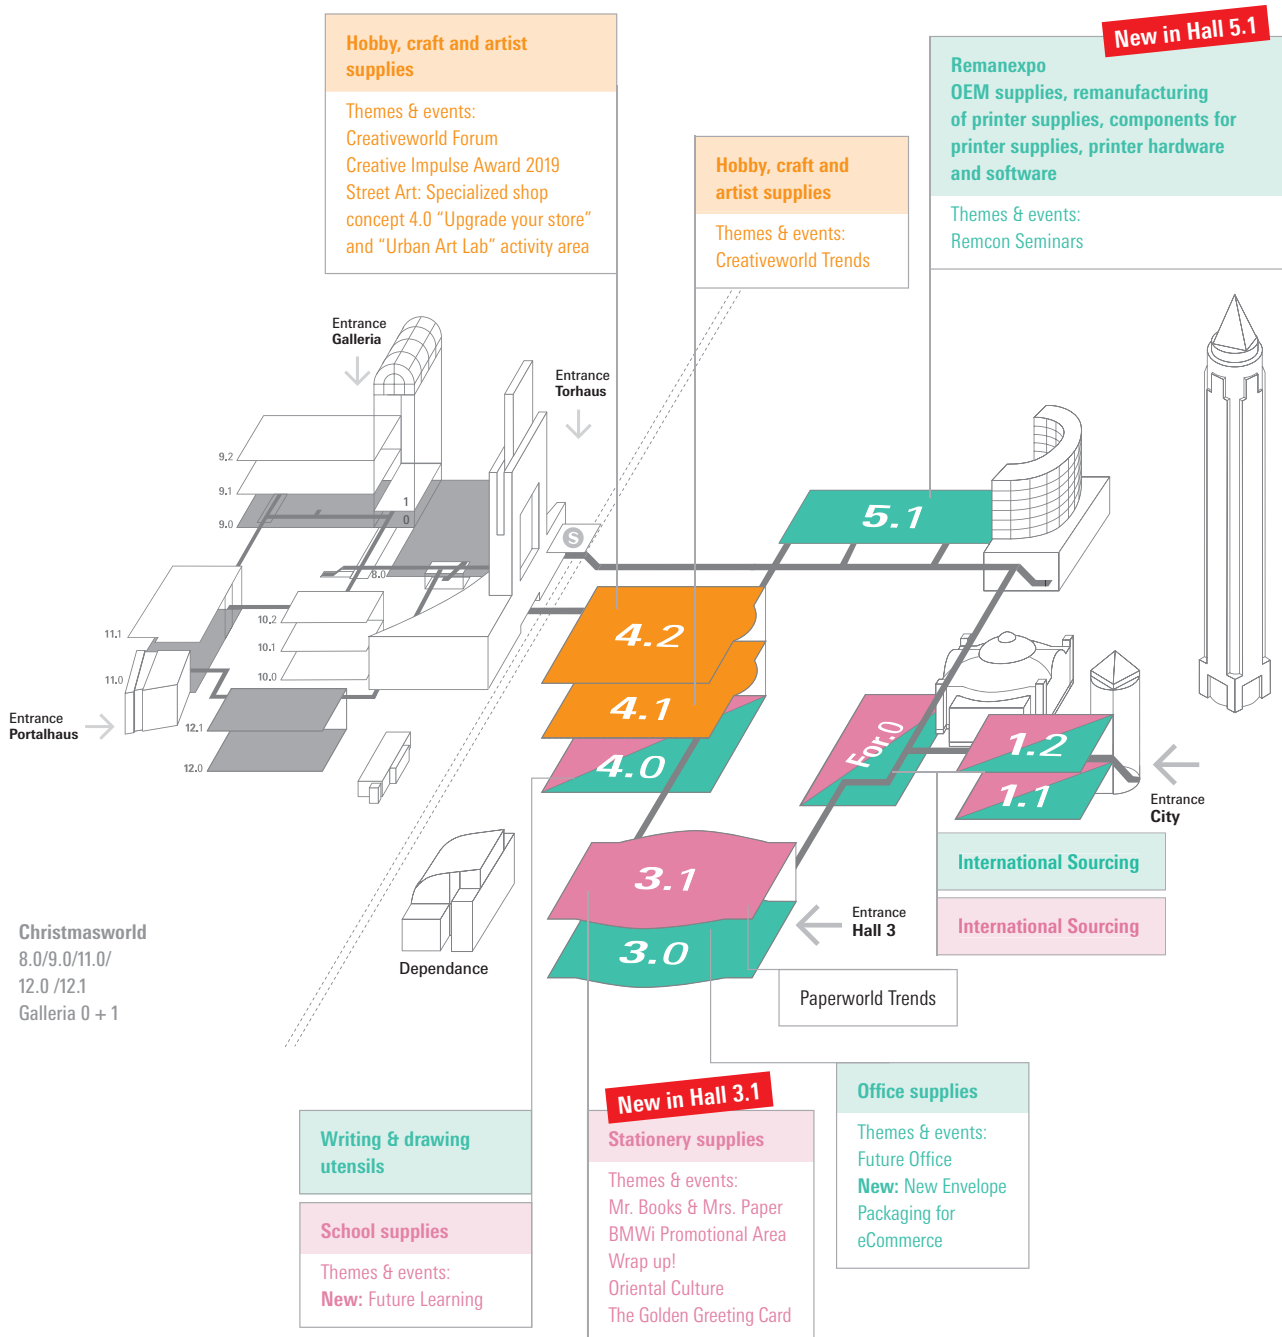 Hobby, craft and artist
supplies
Themes & events:
Creativeworld Forum
Creative Impulse Award 2019
Street Art: Specialized shop
concept 4.0 “Upgrade your store”
and “Urban Art Lab” activity area
Hobby, craft and
artist supplies
Themes & events:
Creativeworld Trends
New in Hall 5.1
Remanexpo
OEM supplies, remanufacturing
of printer supplies, components for
printer supplies, printer hardware
and software
Themes & events:
Remcon Seminars
Entrance
Galleria
Entrance
Torhaus
9.2
9.1
9.0
1
0
8.0
S
5.1
11.1
11.0
10.2
10.1
10.0
12.1
12.0
Entrance
Portalhaus
4.2
4.1
4.0
For.0
1.2
1.1
Entrance
City
International Sourcing
International Sourcing
3.1
3.0
Entrance
Hall 3
Dependance
Paperworld Trends
Christmasworld
8.0/9.0/11.0/
12.0 /12.1
Galleria 0 + 1
Writing & drawing
utensils
School supplies
Themes & events:
New: Future Learning
New in Hall 3.1
Stationery supplies
Themes & events:
Mr. Books & Mrs. Paper
BMWi Promotional Area
Wrap up!
Oriental Culture
The Golden Greeting Card
Office supplies
Themes & events:
Future Office
New: New Envelope
Packaging for
eCommerce